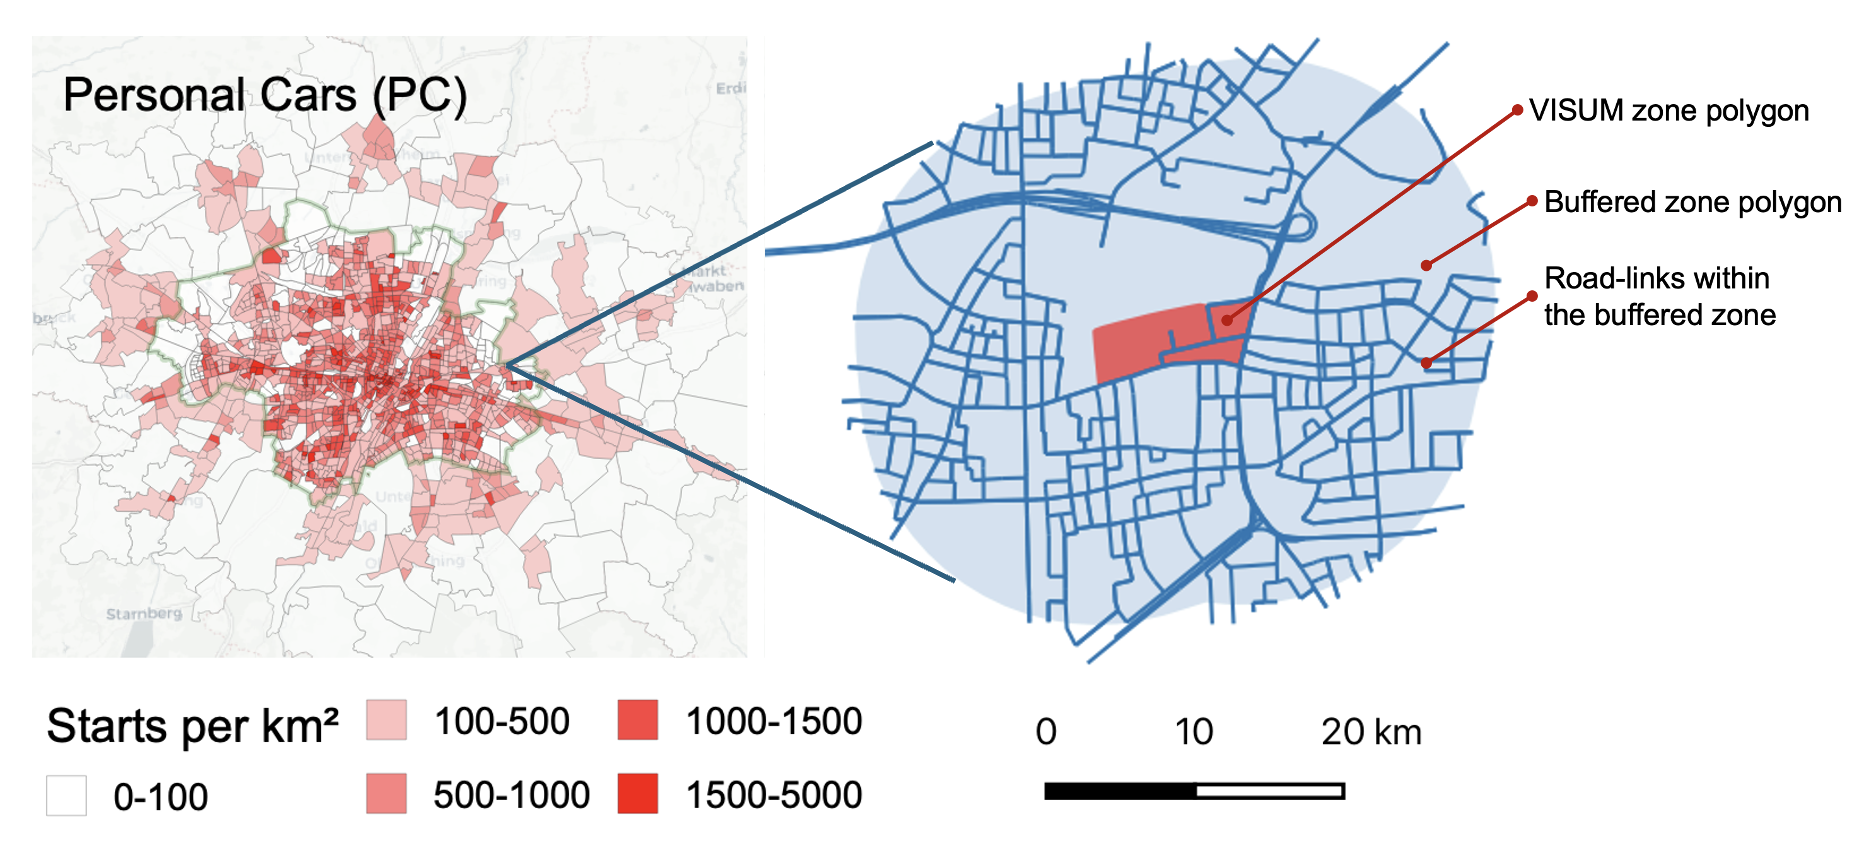 Personal Cars (PC)
Erdi
Markt
Starnberg
VISUM zone polygon
Buffered zone polygon
Road-links within
the buffered zone
Starts per km²
0-100
100-500
500-1000
1000-1500
1500-5000
0 10 20 km